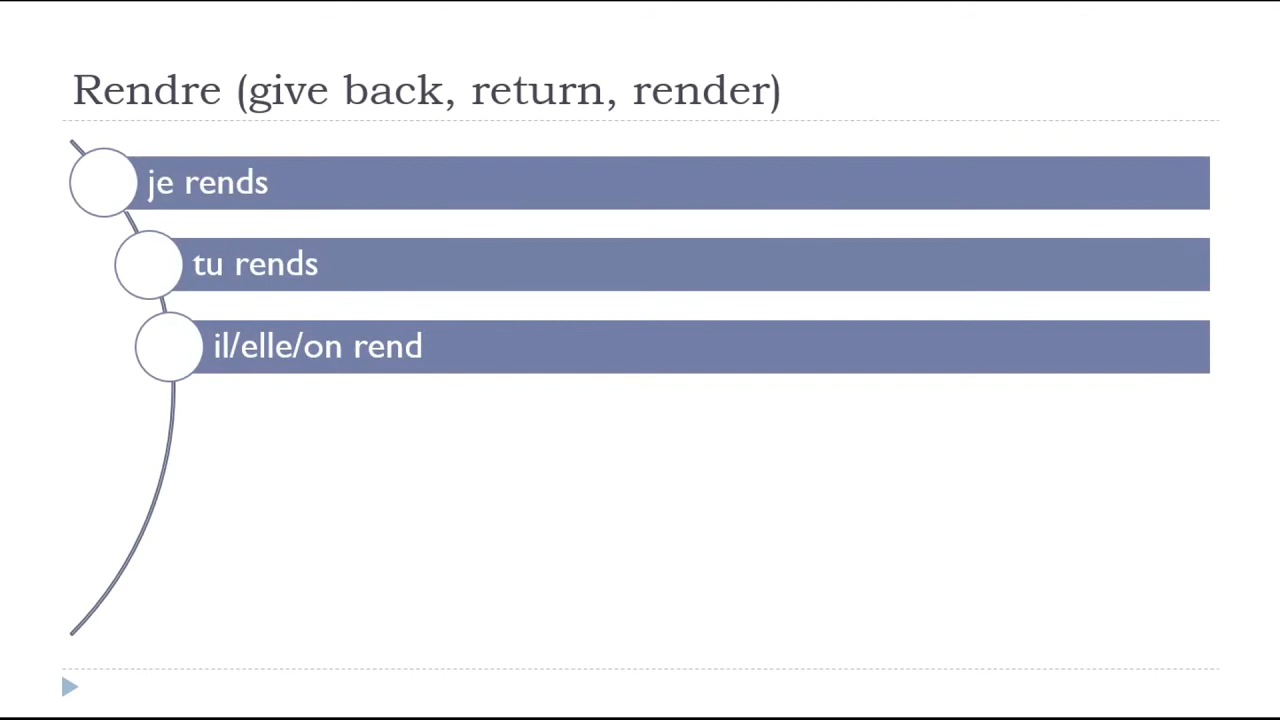 Rendre (give back, return, render)
je rends
tu rends
il/elle/on rend